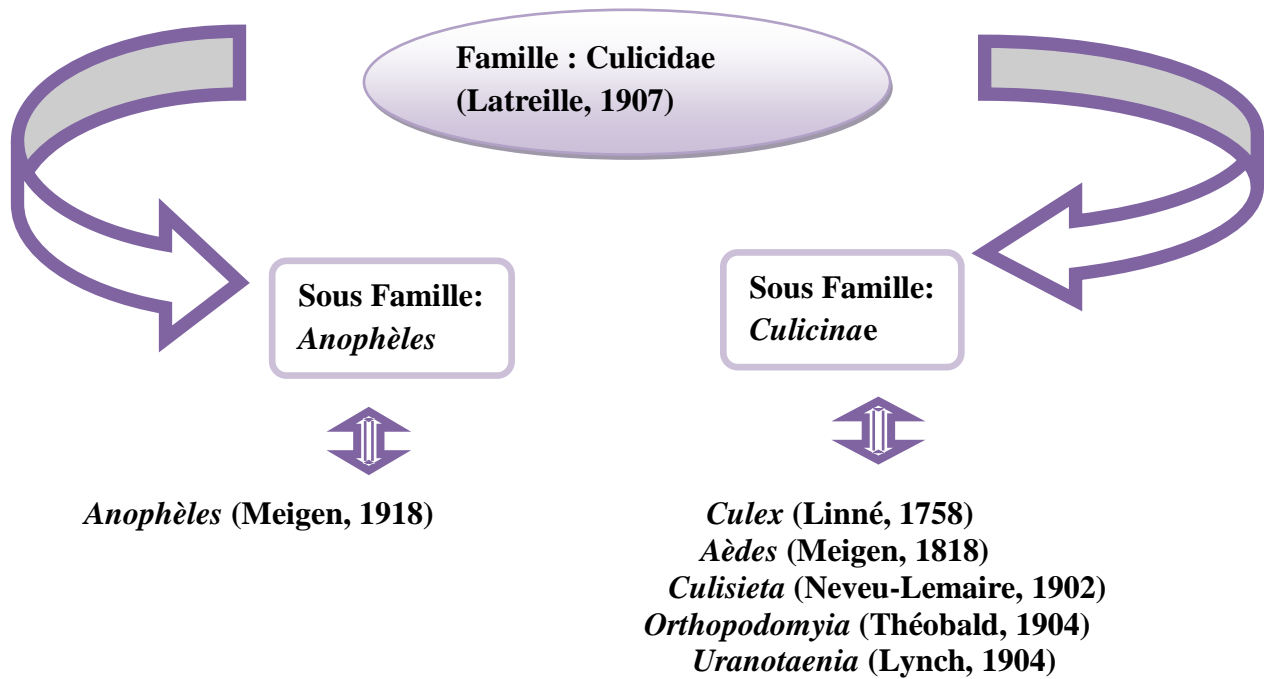 Famille : Culicidae
(Latreille, 1907)
Sous Famille:
Anophèles
Sous Famille:
Culicinae
Anophèles (Meigen, 1918)
Culex (Linné, 1758)
Aèdes (Meigen, 1818)
Culisieta (Neveu-Lemaire, 1902)
Orthopodomyia (Théobald, 1904)
Uranotaenia (Lynch, 1904)